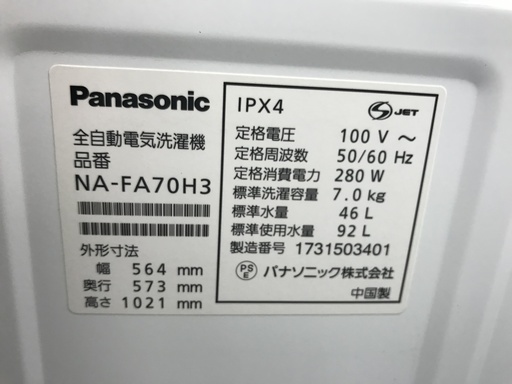 Panasonic
全自動電気洗濯機
品番
NA-FA70H3
外形寸法
幅 564 mm
奥行 573 mm
高さ 1021 mm
IPX4
S JET
定格電圧 100 V ～
定格周波数 50/60 Hz
定格消費電力 280 W
標準洗濯容量 7.0 kg
標準水量 46 L
標準使用水量 92 L
製造番号 1731503401
PSE パナソニック株式会社
中国製